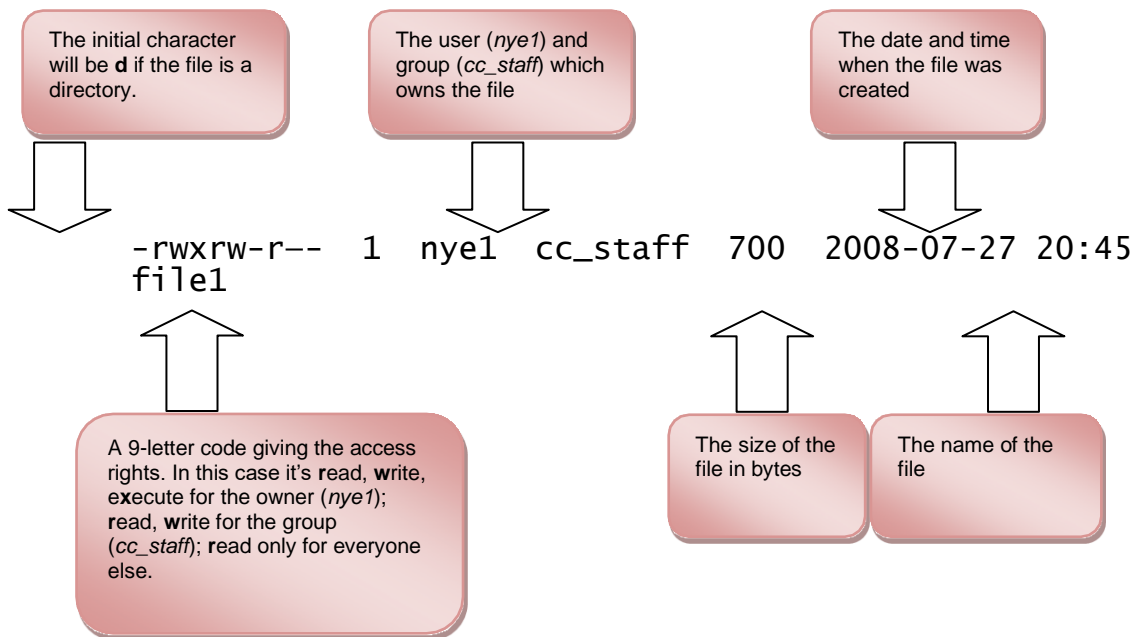 The initial character
will be d if the file is a
directory.
The user (nye1) and
group (cc_staff) which
owns the file
The date and time
when the file was
created
-rwxrw-r-- 1 nye1 cc_staff 700 2008-07-27 20:45
file1
A 9-letter code giving the access
rights. In this case it's read, write,
execute for the owner (nye1);
read, write for the group
(cc_staff); read only for everyone
else.
The size of the
file in bytes
The name of the
file